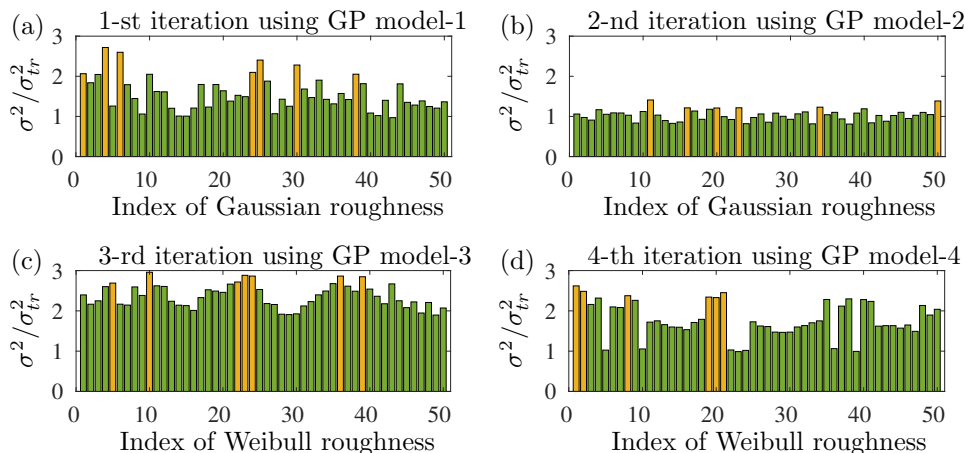 (a) 1-st iteration using GP model-1
3
2
1
0
σ²/σ²tr
0 10 20 30 40 50
Index of Gaussian roughness
(b) 2-nd iteration using GP model-2
3
2
1
0
σ²/σ²tr
0 10 20 30 40 50
Index of Gaussian roughness
(c) 3-rd iteration using GP model-3
3
2
1
0
σ²/σ²tr
0 10 20 30 40 50
Index of Weibull roughness
(d) 4-th iteration using GP model-4
3
2
1
0
σ²/σ²tr
0 10 20 30 40 50
Index of Weibull roughness